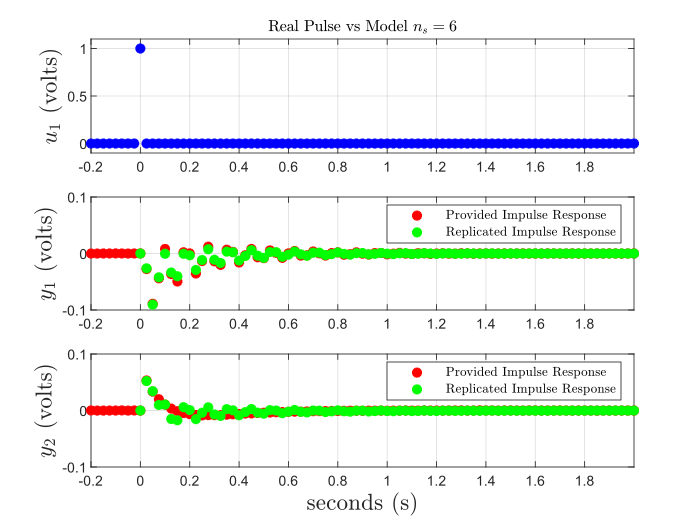 Real Pulse vs Model nₛ = 6
u₁ (volts)
1
0.5
0
-0.2 0 0.2 0.4 0.6 0.8 1 1.2 1.4 1.6 1.8
y₁ (volts)
0.1
0
-0.1
Provided Impulse Response
Replicated Impulse Response
-0.2 0 0.2 0.4 0.6 0.8 1 1.2 1.4 1.6 1.8
y₂ (volts)
0.1
0
-0.1
Provided Impulse Response
Replicated Impulse Response
-0.2 0 0.2 0.4 0.6 0.8 1 1.2 1.4 1.6 1.8
seconds (s)